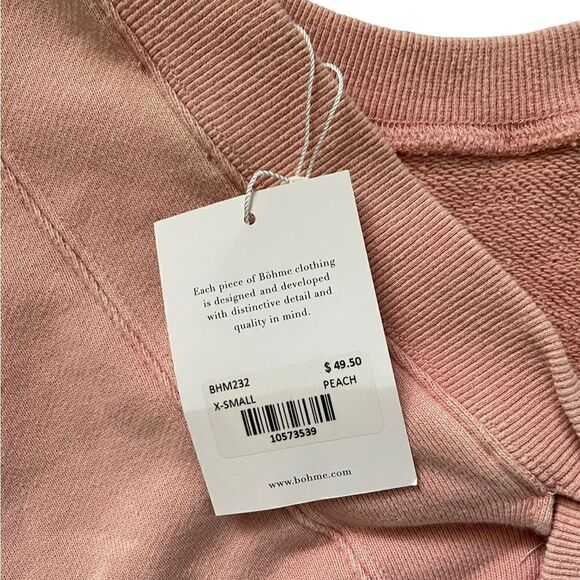 Each piece of Böhme clothing
is designed and developed
with distinctive detail and
quality in mind.
BHM232 $ 49.50
X-SMALL PEACH
10573539
www.bohme.com